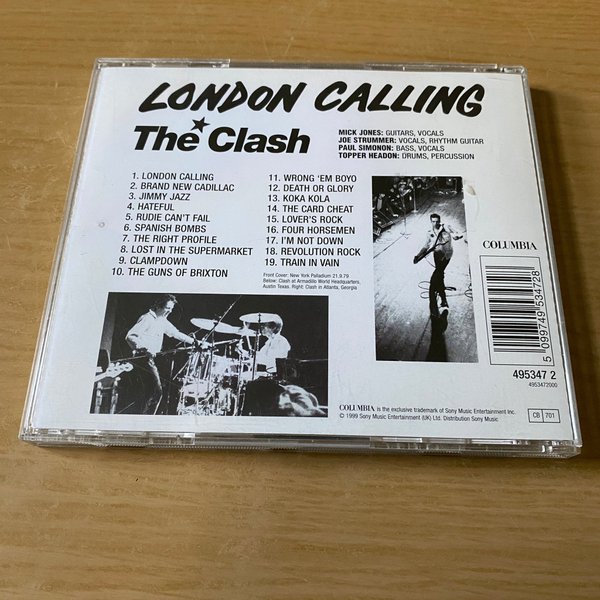 LONDON CALLING
The Clash
MICK JONES: GUITARS, VOCALS
JOE STRUMMER: VOCALS, RHYTHM GUITAR
PAUL SIMONON: BASS, VOCALS
TOPPER HEADON: DRUMS, PERCUSSION
1. LONDON CALLING
2. BRAND NEW CADILLAC
3. JIMMY JAZZ
4. HATEFUL
5. RUDIE CAN'T FAIL
6. SPANISH BOMBS
7. THE RIGHT PROFILE
8. LOST IN THE SUPERMARKET
9. CLAMPDOWN
10. THE GUNS OF BRIXTON
11. WRONG 'EM BOYO
12. DEATH OR GLORY
13. KOKA KOLA
14. THE CARD CHEAT
15. LOVER'S ROCK
16. FOUR HORSEMEN
17. I'M NOT DOWN
18. REVOLUTION ROCK
19. TRAIN IN VAIN
Front Cover: New York Palladium 21.9.79
Below: Clash at Armadillo World Headquarters,
Austin Texas. Right: Clash in Atlanta, Georgia
COLUMBIA
5 099749 534728
495347 2
4953472000
COLUMBIA is the exclusive trademark of Sony Music Entertainment Inc.
© 1999 Sony Music Entertainment (UK) Ltd. Distribution Sony Music
CB 701